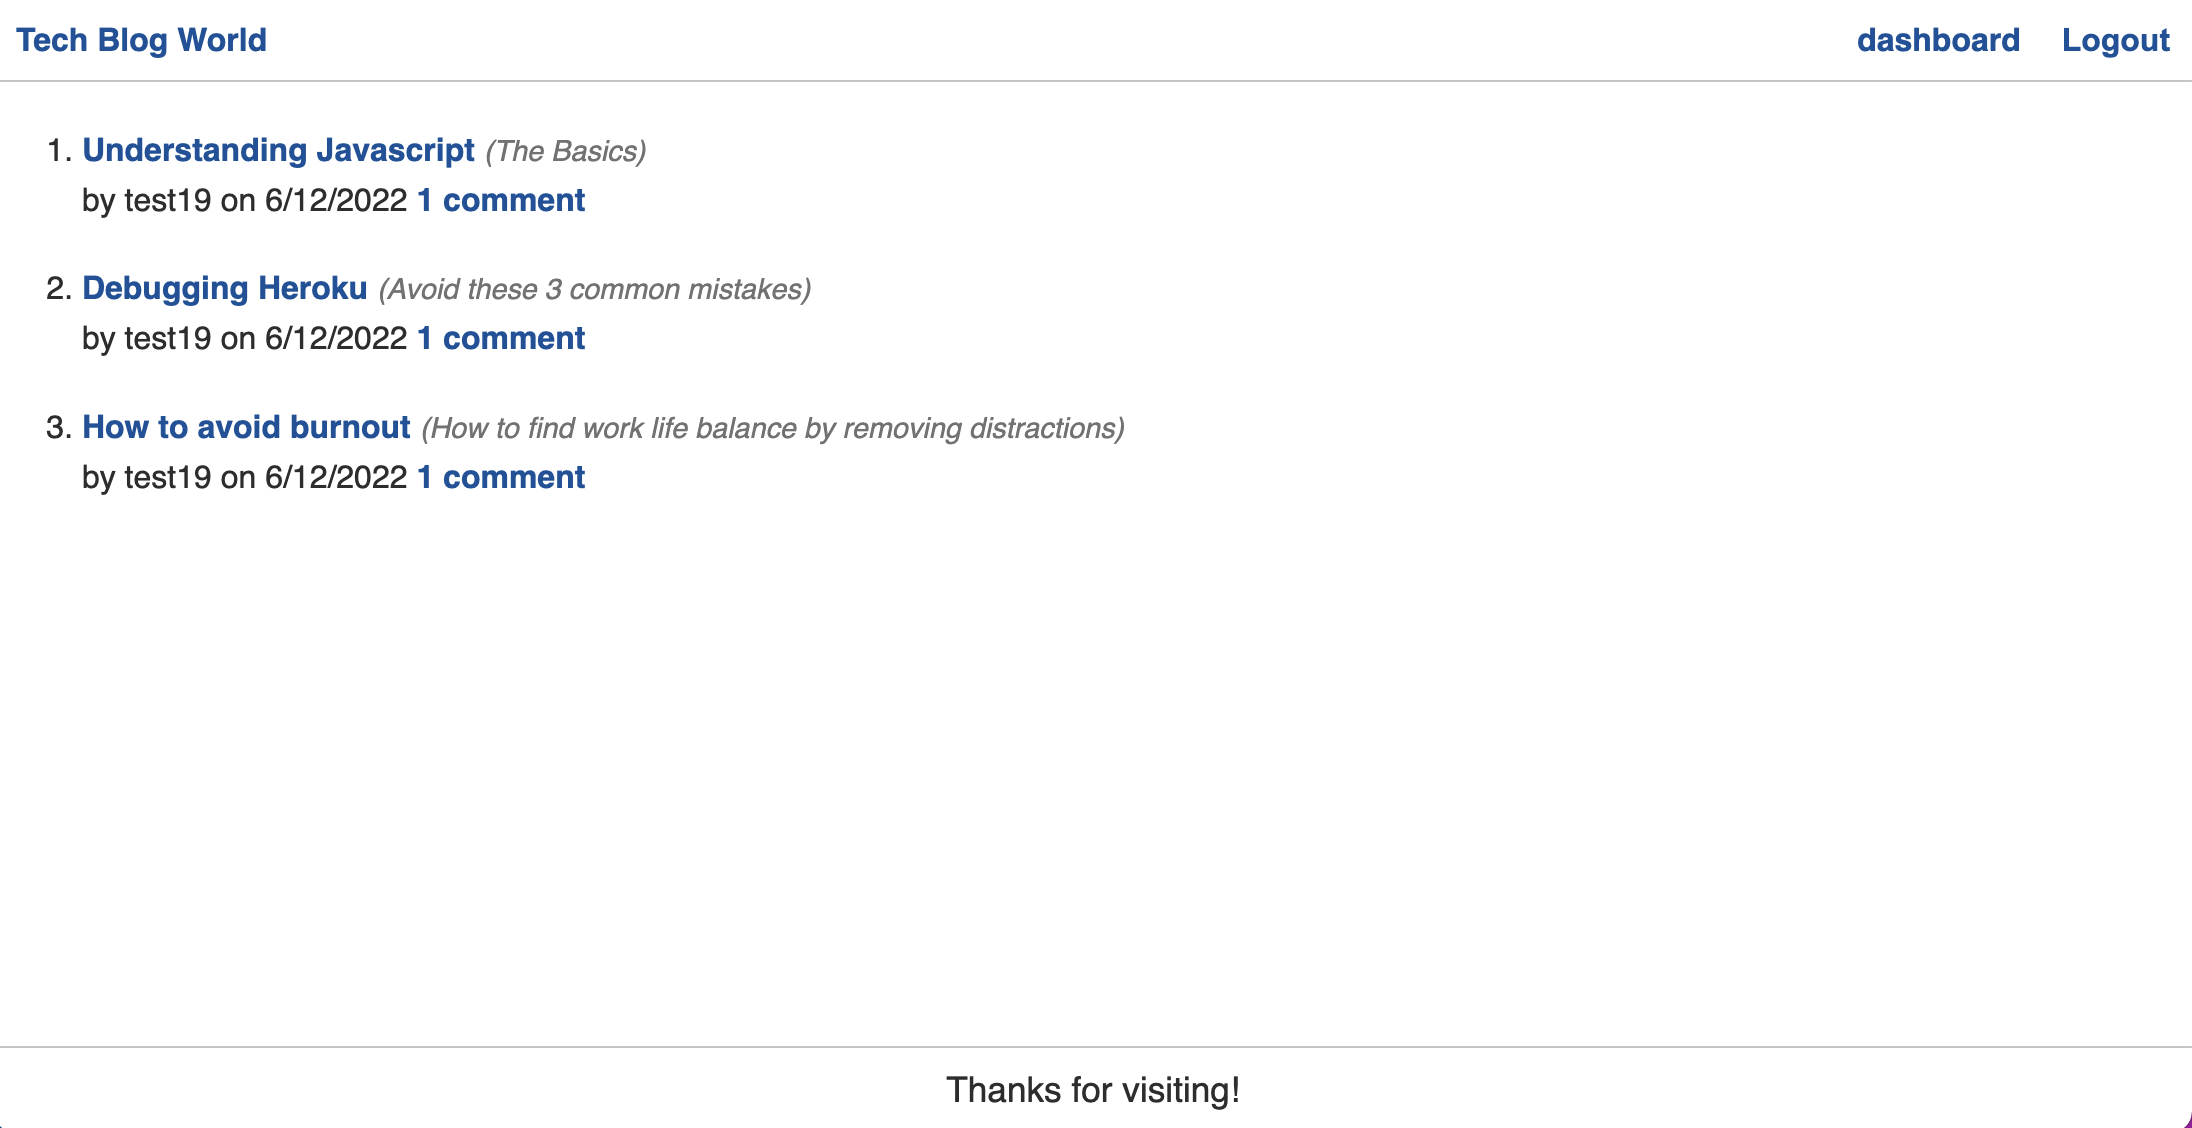 Tech Blog World dashboard Logout
1. Understanding Javascript (The Basics)
by test19 on 6/12/2022 1 comment
2. Debugging Heroku (Avoid these 3 common mistakes)
by test19 on 6/12/2022 1 comment
3. How to avoid burnout (How to find work life balance by removing distractions)
by test19 on 6/12/2022 1 comment
Thanks for visiting!